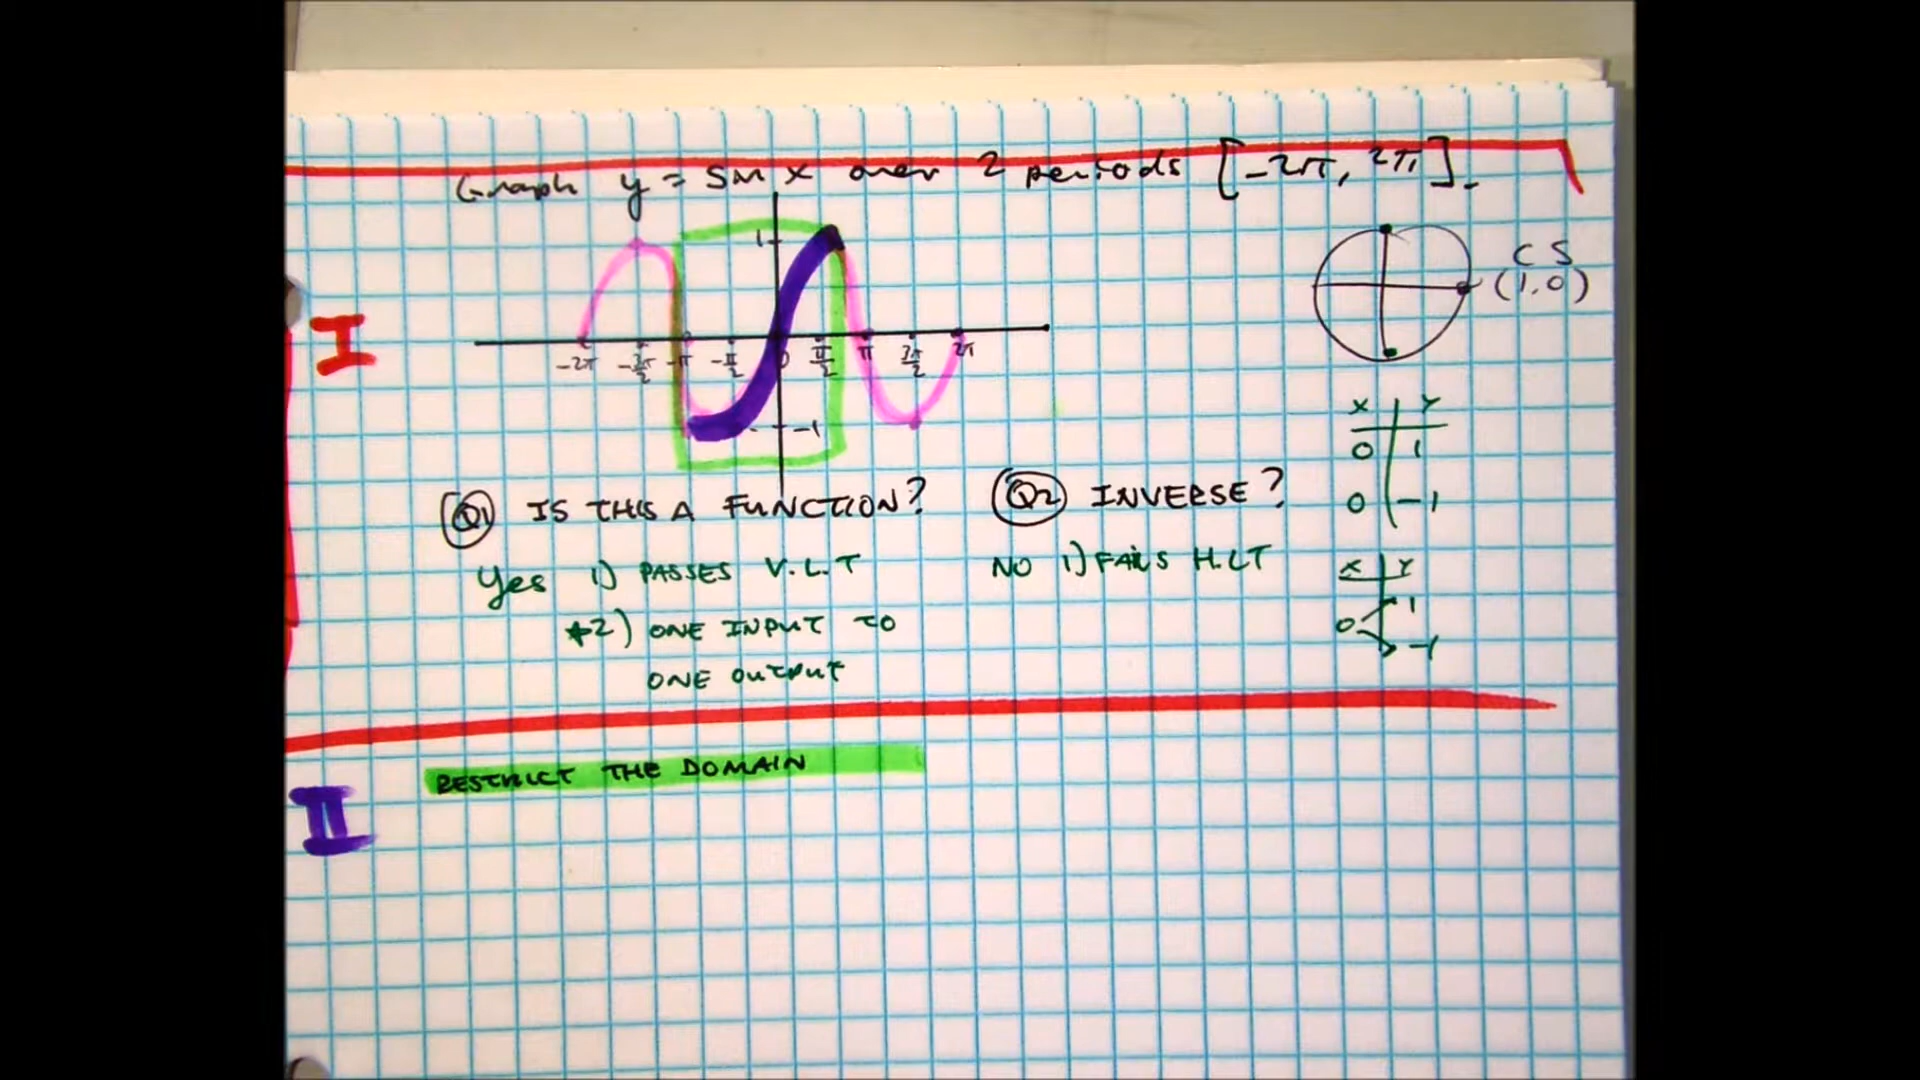 Graph y = sin x over 2 periods [-2π, 2π].
1
C S
(1,0)
I
-2π -3π/2 -π -π/2 0 π/2 π 3π/2 2π
-1
X Y
0 1
0 -1
Q1 IS THIS A FUNCTION? Q2 INVERSE?
Yes 1) PASSES V.L.T NO 1) FAILS H.L.T
*2) ONE INPUT TO
ONE OUTPUT
X Y
0 1
-1
RESTRICT THE DOMAIN
II